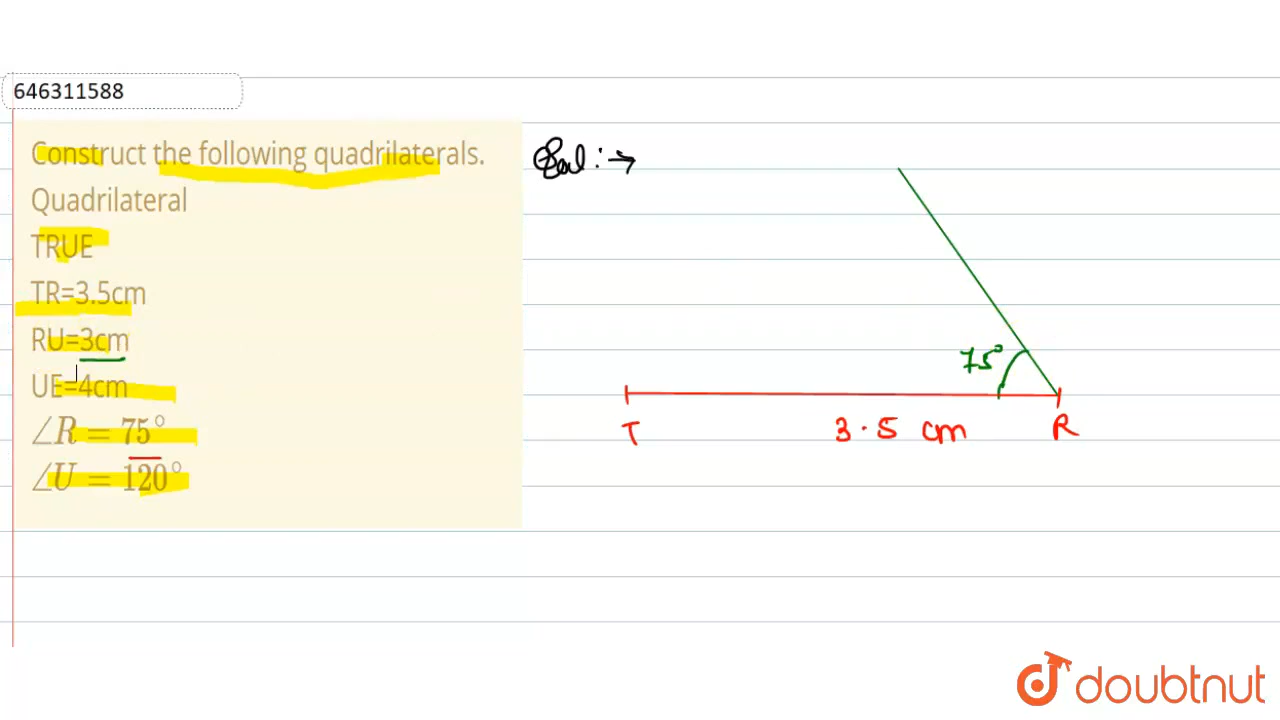 646311588
Construct the following quadrilaterals.
Quadrilateral
TRUE
TR=3.5cm
RU=3cm
UE=4cm
∠R = 75°
∠U = 120°
Sol :→
75°
T 3.5 cm R
doubtnut